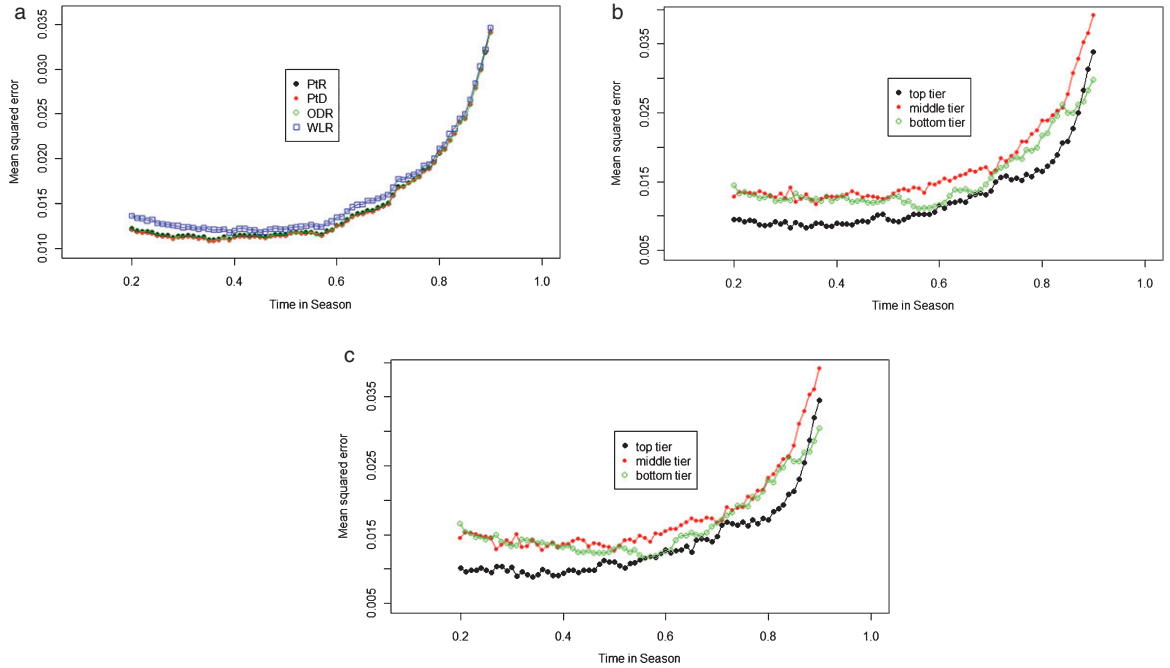 a
0.035
0.030
0.025
0.020
0.015
0.010
Mean squared error
PtR
PtD
ODR
WLR
0.2
0.4
0.6
0.8
1.0
Time in Season
b
0.035
0.025
0.015
0.005
Mean squared error
top tier
middle tier
bottom tier
0.2
0.4
0.6
0.8
1.0
Time in Season
c
0.035
0.025
0.015
0.005
Mean squared error
top tier
middle tier
bottom tier
0.2
0.4
0.6
0.8
1.0
Time in Season